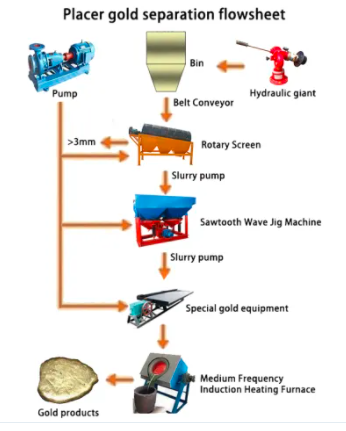 Placer gold separation flowsheet
Bin
Pump
Hydraulic giant
Belt Conveyor
>3mm
Rotary Screen
Slurry pump
Sawtooth Wave Jig Machine
Slurry pump
Special gold equipment
Medium Frequency
Induction Heating Furnace
Gold products